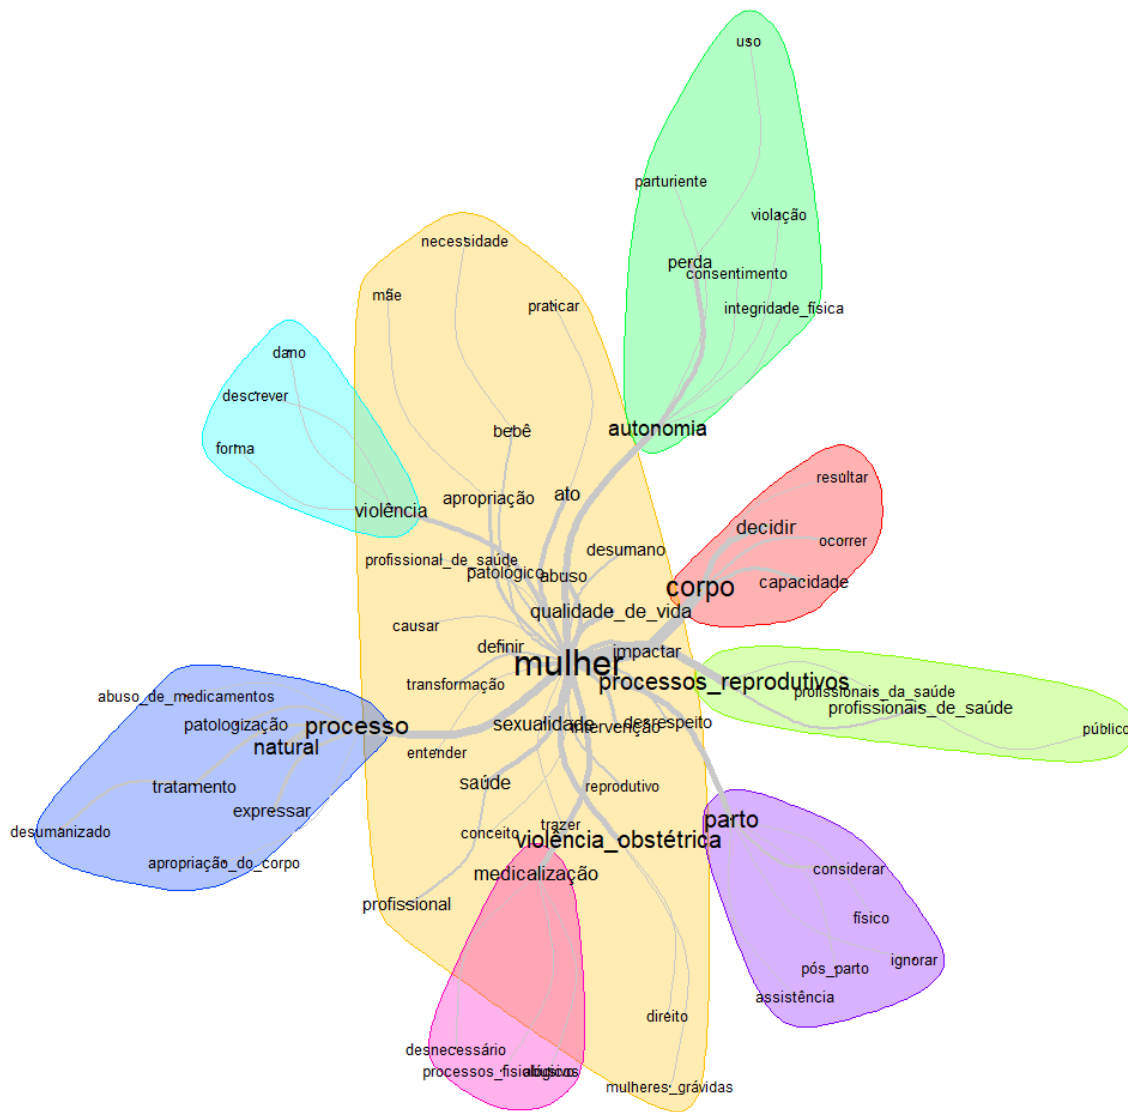 uso
parturiente
violação
necessidade
perda
consentimento
mãe
praticar
integridade_física
dano
descrever
autonomia
bebê
forma
resultar
apropriação
ato
violência
decidir
ocorrer
desumano
profissional_de_saúde
patológico
abuso
capacidade
corpo
qualidade_de_vida
causar
definir
impactar
mulher
transformação
processos_reprodutivos
profissionais_da_saúde
abuso_de_medicamentos
profissionais_de_saúde
patologização
processo
sexualidade
intervenção
desrespeito
público
natural
entender
saúde
reprodutivo
tratamento
expressar
parto
desumanizado
conceito
trazer
violência_obstétrica
apropriação_do_corpo
medicalização
considerar
profissional
físico
ignorar
pós_parto
assistência
direito
desnecessário
processos_fisiológicos
mulheres_grávidas